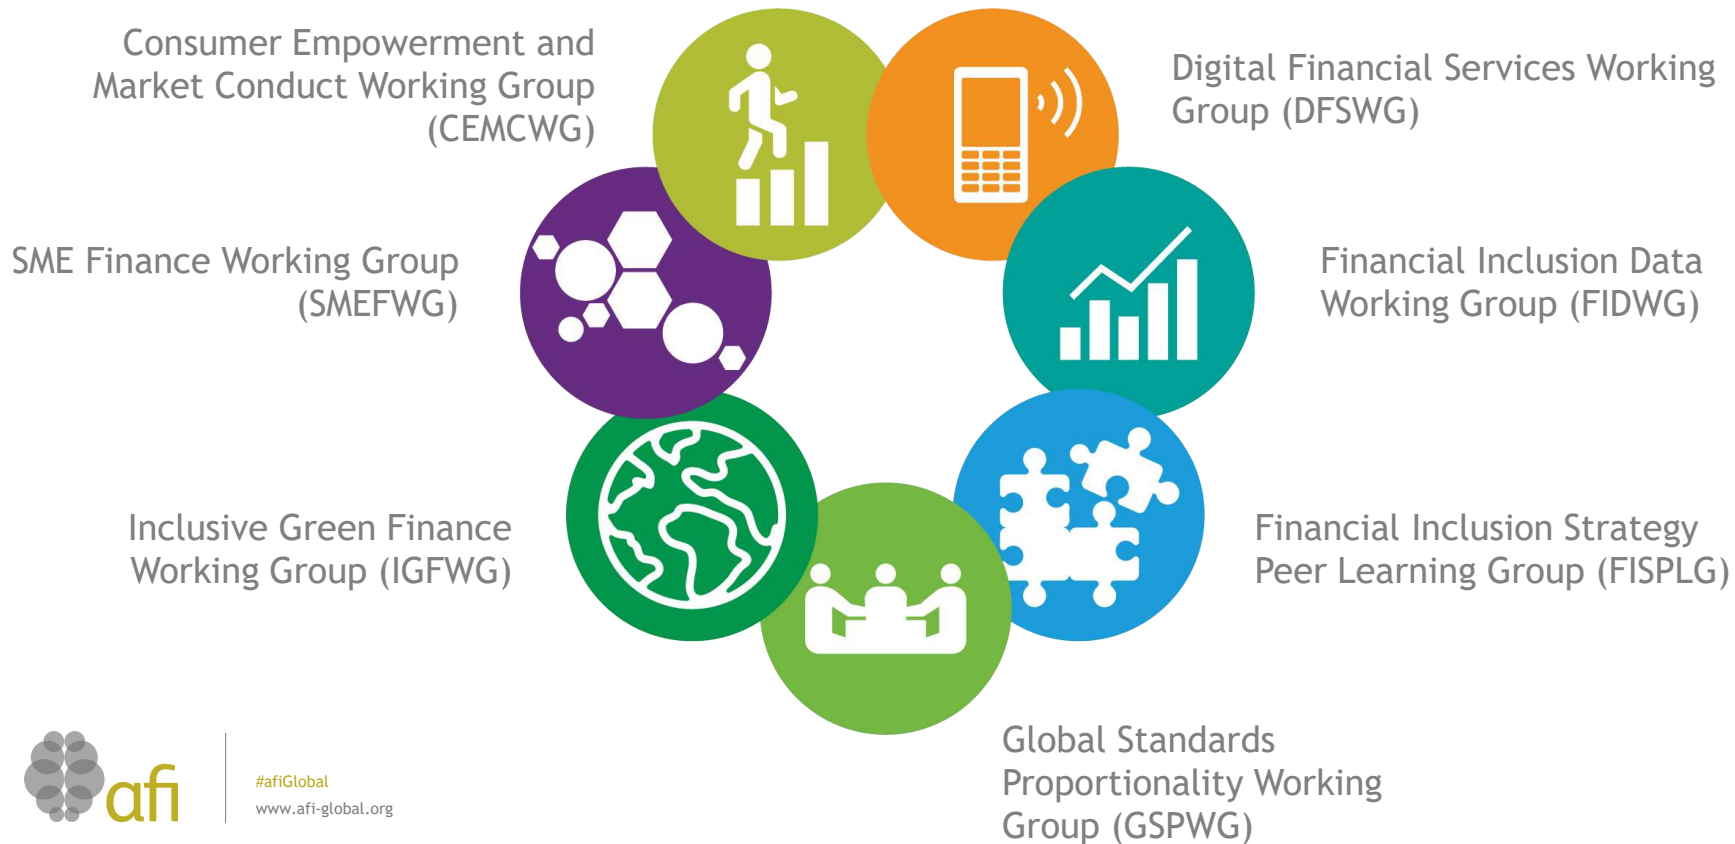 Consumer Empowerment and
Market Conduct Working Group
(CEMCWG)
Digital Financial Services Working
Group (DFSWG)
SME Finance Working Group
(SMEFWG)
Financial Inclusion Data
Working Group (FIDWG)
Inclusive Green Finance
Working Group (IGFWG)
Financial Inclusion Strategy
Peer Learning Group (FISPLG)
Global Standards
Proportionality Working
Group (GSPWG)
afi
#afiGlobal
www.afi-global.org